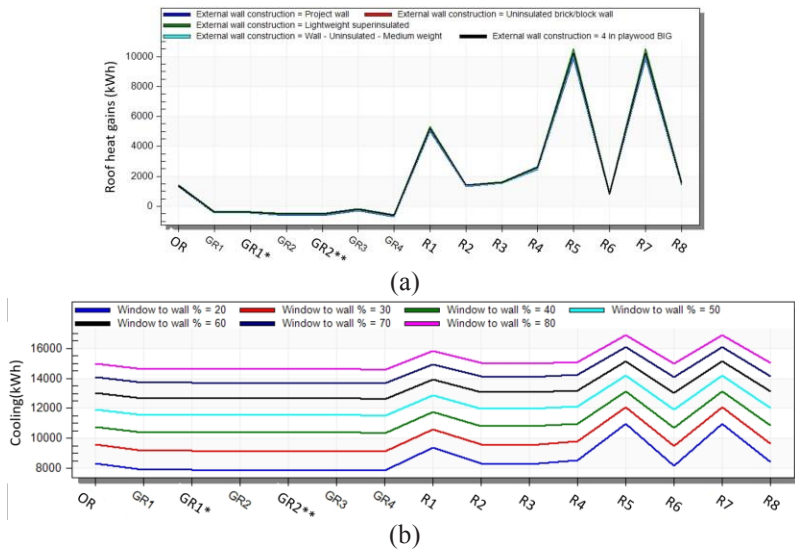 External wall construction = Project wall External wall construction = Uninsulated brick/block wall
External wall construction = Lightweight superinsulated
External wall construction = Wall - Uninsulated - Medium weight External wall construction = 4 in playwood BIG
Roof heat gains (kWh)
10000
8000
6000
4000
2000
0
OR GR1 GR1* GR2 GR2** GR3 GR4 R1 R2 R3 R4 R5 R6 R7 R8
(a)
Window to wall % = 20 Window to wall % = 30 Window to wall % = 40 Window to wall % = 50
Window to wall % = 60 Window to wall % = 70 Window to wall % = 80
Cooling(kWh)
16000
14000
12000
10000
8000
OR GR1 GR1* GR2 GR2** GR3 GR4 R1 R2 R3 R4 R5 R6 R7 R8
(b)